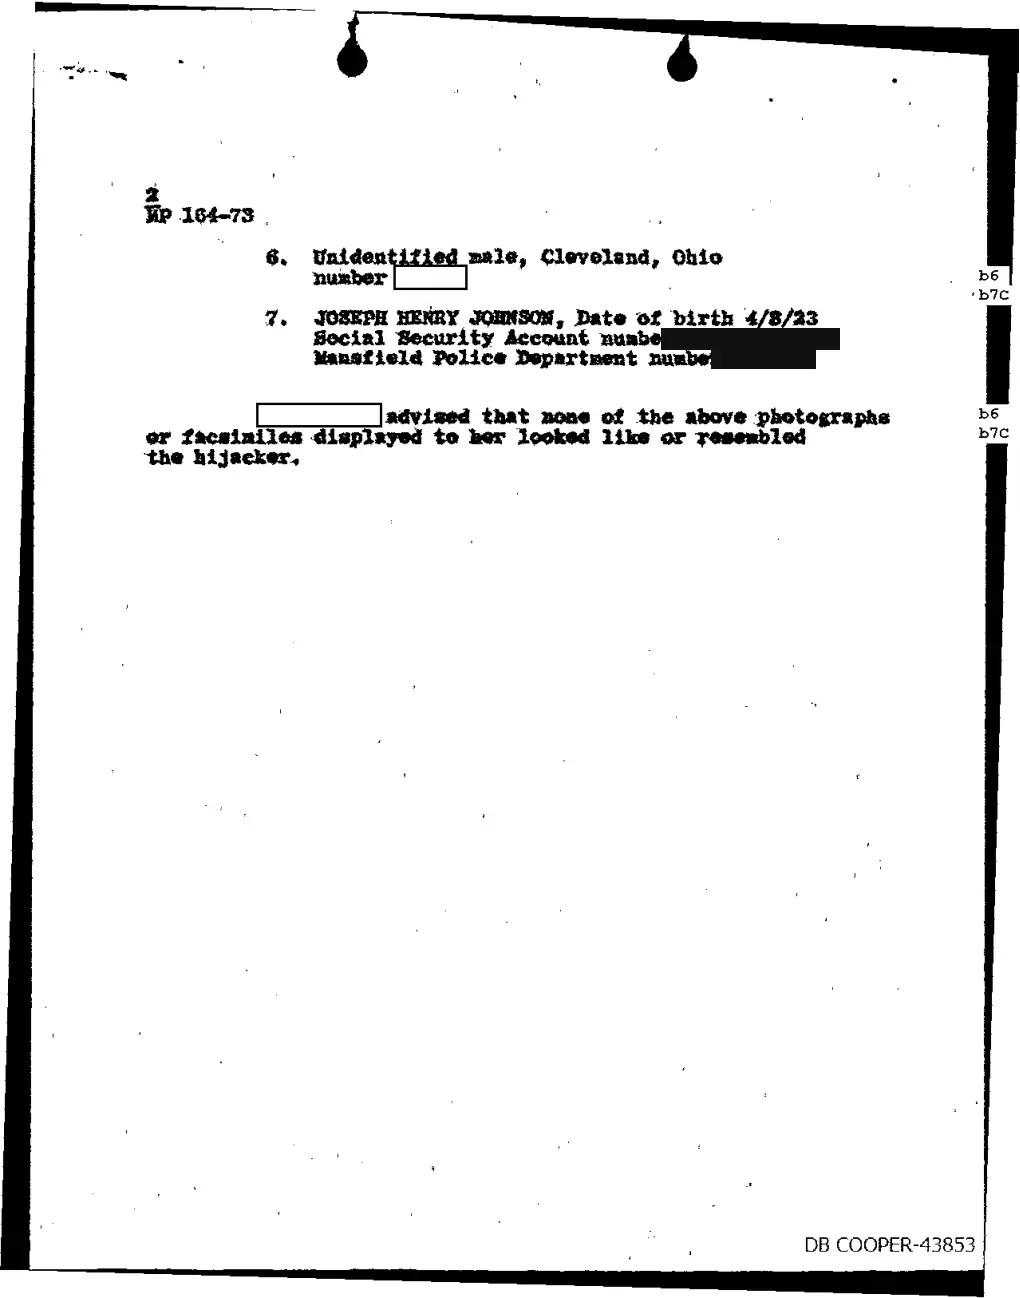 2
MP 164-73
6. Unidentified male, Cleveland, Ohio
number
b6
b7C
7. JOSEPH HENRY JOHNSON, Date of birth 4/8/23
Social Security Account numbe
Mansfield Police Department numbe
advised that none of the above photographs
b6
or facsimiles displayed to her looked like or resembled
b7C
the hijacker.
DB COOPER-43853